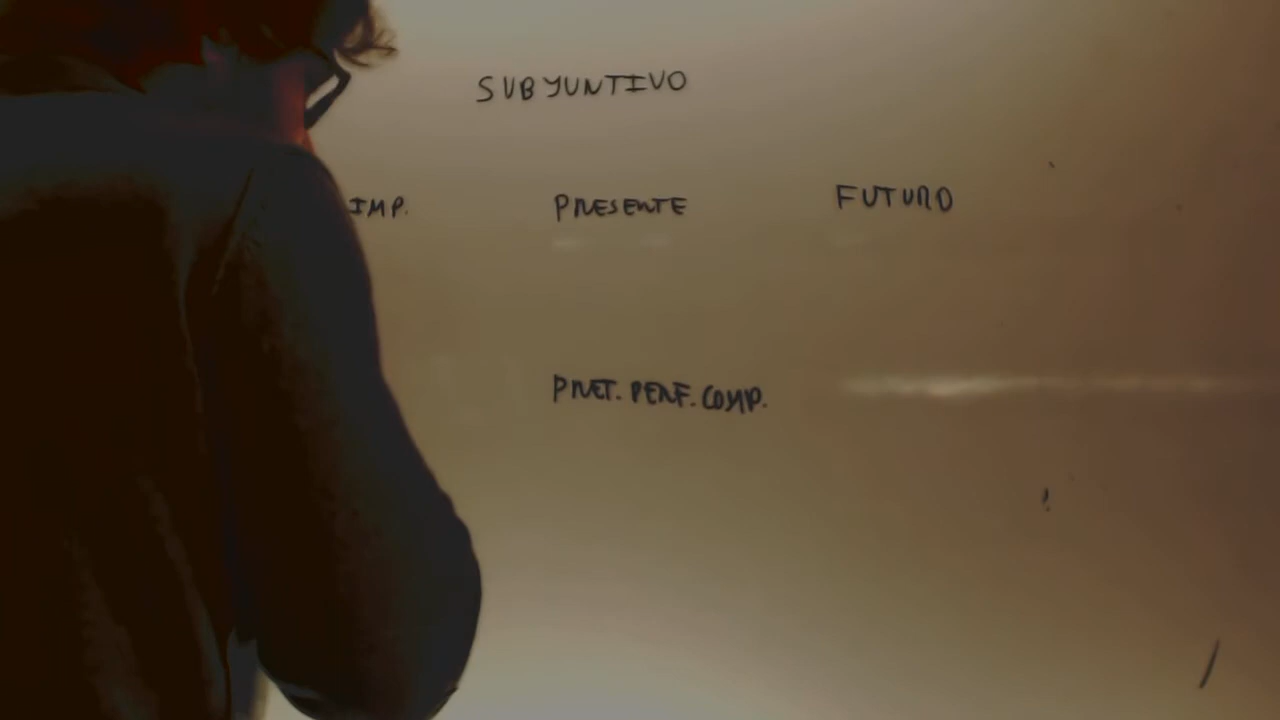 SUBYUNTIVO
IMP. PRESENTE FUTURO
PRET. PERF. COMP.